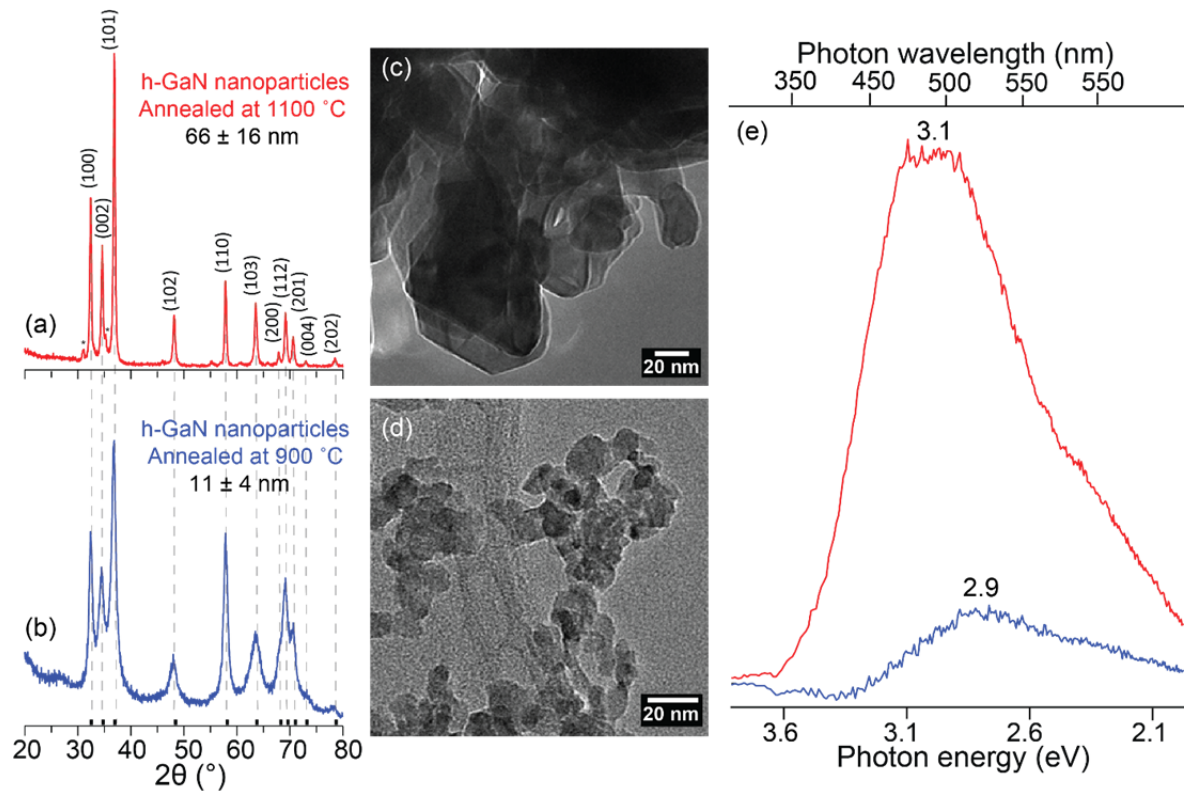 (a)
h-GaN nanoparticles
Annealed at 1100 ˚C
66 ± 16 nm
(100)
(002)
(101)
(102)
(110)
(103)
(200)
(112)
(201)
(004)
(202)
*
*
(b)
h-GaN nanoparticles
Annealed at 900 ˚C
11 ± 4 nm
20 30 40 50 60 70 80
2θ (°)
(c)
20 nm
(d)
20 nm
Photon wavelength (nm)
350 450 500 550 550
(e)
3.1
2.9
3.6 3.1 2.6 2.1
Photon energy (eV)